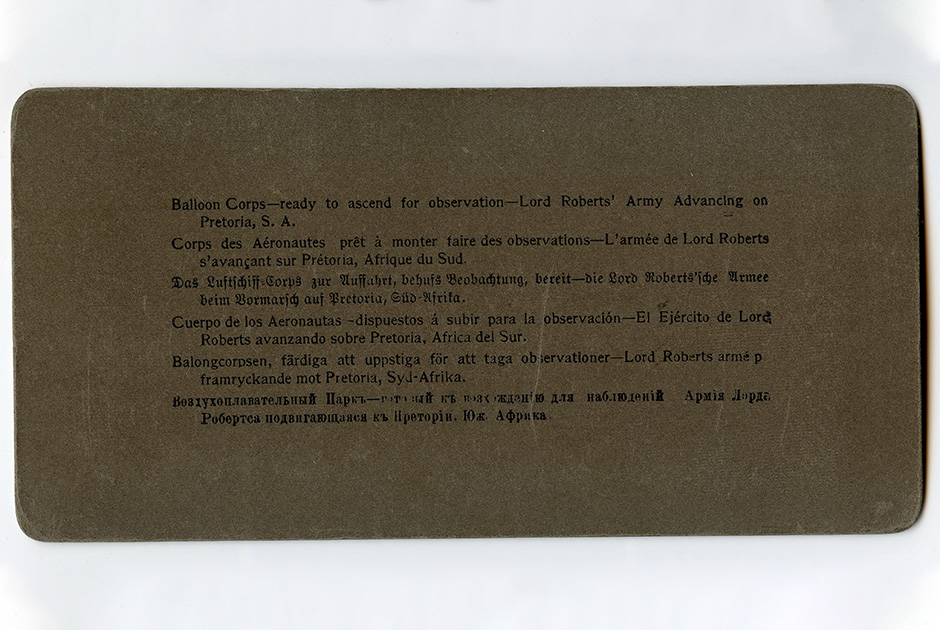 Balloon Corps—ready to ascend for observation—Lord Roberts' Army Advancing on
Pretoria, S. A.
Corps des Aéronautes prêt à monter faire des observations—L'armée de Lord Roberts
s'avançant sur Prétoria, Afrique du Sud.
Das Luftschiff-Corps zur Auffahrt, behufs Beobachtung, bereit—die Lord Roberts'sche Armee
beim Vormarsch auf Pretoria, Süd-Afrika.
Cuerpo de los Aeronautas -dispuestos á subir para la observación—El Ejército de Lord
Roberts avanzando sobre Pretoria, Africa del Sur.
Balongcorpsen, färdiga att uppstiga för att taga observationer—Lord Roberts armé p
framryckande mot Pretoria, Syd-Afrika.
Воздухоплавательный Паркъ— къ для наблюденій Армія Лорда
Робертса подвигающаяся къ Преторіи, Юж. Африка.